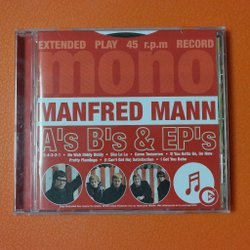 EXTENDED PLAY 45 r.p.m RECORD
mono
MANFRED MANN
A's B's & EP's
5-4-3-2-1 • Do Wah Diddy Diddy • Sha La La • Come Tomorrow • If You Gotta Go, Go Now
Pretty Flamingo • (I Can't Get No) Satisfaction • I Got You Babe